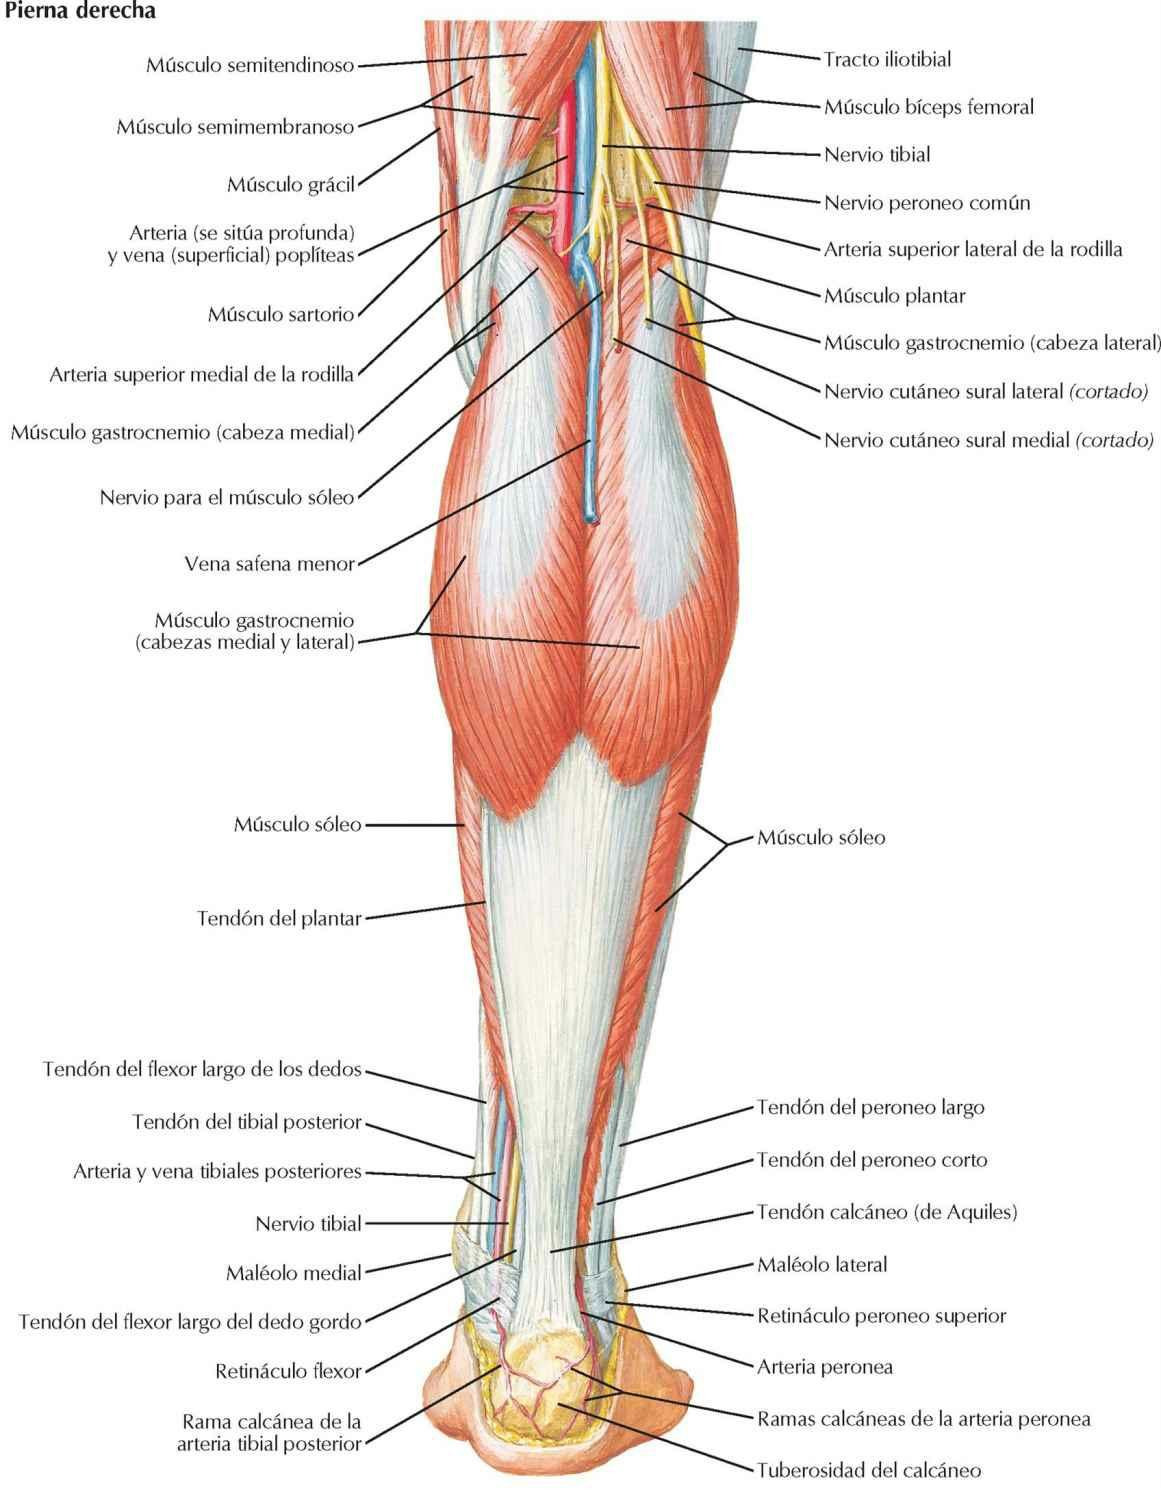 Pierna derecha
Músculo semitendinoso
Músculo semimembranoso
Músculo grácil
Arteria (se sitúa profunda)
y vena (superficial) poplíteas
Músculo sartorio
Arteria superior medial de la rodilla
Músculo gastrocnemio (cabeza medial)
Nervio para el músculo sóleo
Vena safena menor
Músculo gastrocnemio
(cabezas medial y lateral)
Músculo sóleo
Tendón del plantar
Tendón del flexor largo de los dedos
Tendón del tibial posterior
Arteria y vena tibiales posteriores
Nervio tibial
Maléolo medial
Tendón del flexor largo del dedo gordo
Retináculo flexor
Rama calcánea de la
arteria tibial posterior
Tracto iliotibial
Músculo bíceps femoral
Nervio tibial
Nervio peroneo común
Arteria superior lateral de la rodilla
Músculo plantar
Músculo gastrocnemio (cabeza lateral)
Nervio cutáneo sural lateral (cortado)
Nervio cutáneo sural medial (cortado)
Músculo sóleo
Tendón del peroneo largo
Tendón del peroneo corto
Tendón calcáneo (de Aquiles)
Maléolo lateral
Retináculo peroneo superior
Arteria peronea
Ramas calcáneas de la arteria peronea
Tuberosidad del calcáneo